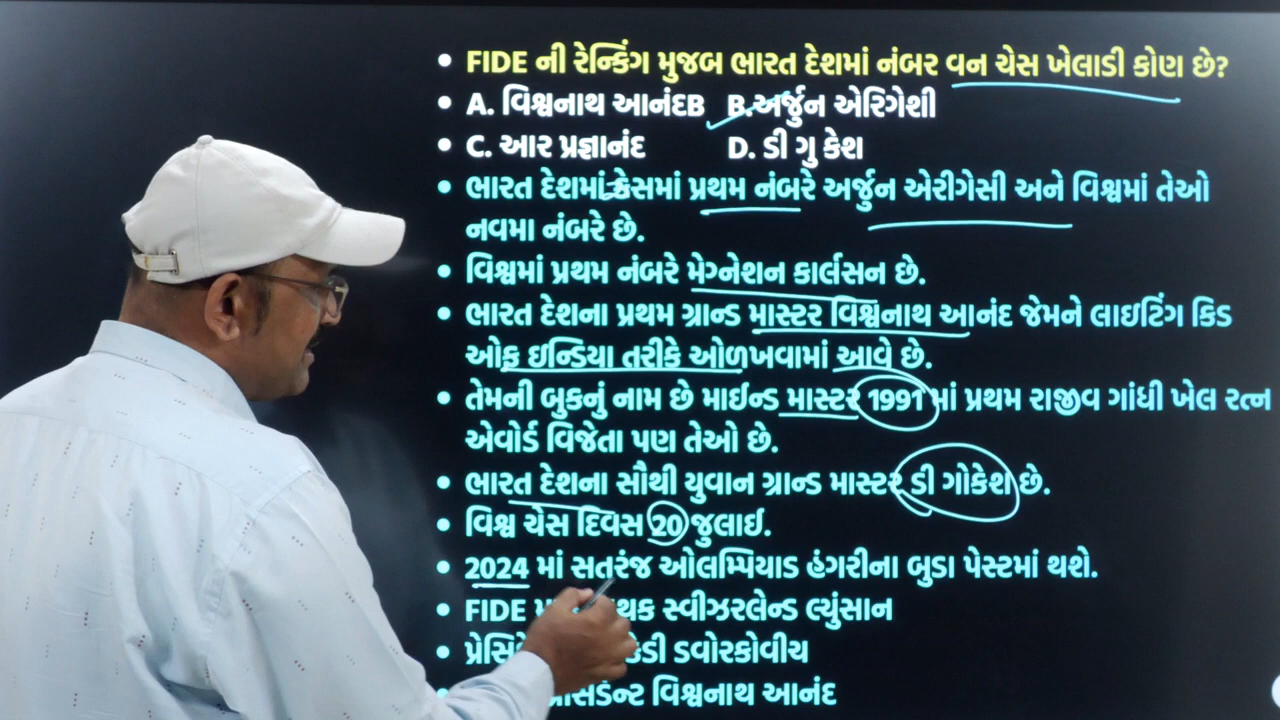 • FIDE ની રેન્કિંગ મુજબ ભારત દેશમાં નંબર વન ચેસ ખેલાડી કોણ છે?
• A. વિશ્વનાથ આનંદB B.અર્જુન એરિગેશી
• C. આર પ્રજ્ઞાનંદ D. ડી ગુ કેશ
• ભારત દેશમાં કેસમાં પ્રથમ નંબરે અર્જુન એરીગેસી અને વિશ્વમાં તેઓ
નવમા નંબરે છે.
• વિશ્વમાં પ્રથમ નંબરે મેગ્નેશન કાર્લસન છે.
• ભારત દેશના પ્રથમ ગ્રાન્ડ માસ્ટર વિશ્વનાથ આનંદ જેમને લાઇટિંગ કિડ
ઓફ ઇન્ડિયા તરીકે ઓળખવામાં આવે છે.
• તેમની બુકનું નામ છે માઈન્ડ માસ્ટર 1991 માં પ્રથમ રાજીવ ગાંધી ખેલ રત્ન
એવોર્ડ વિજેતા પણ તેઓ છે.
• ભારત દેશના સૌથી યુવાન ગ્રાન્ડ માસ્ટર ડી ગોકેશ છે.
• વિશ્વ ચેસ દિવસ 20 જુલાઈ.
• 2024 માં સતરંજ ઓલમ્પિયાડ હંગરીના બુડા પેસ્ટમાં થશે.
• FIDE સ્વીઝરલેન્ડ લ્યુંસાન
• ડવોરકોવીચ
વિશ્વનાથ આનંદ